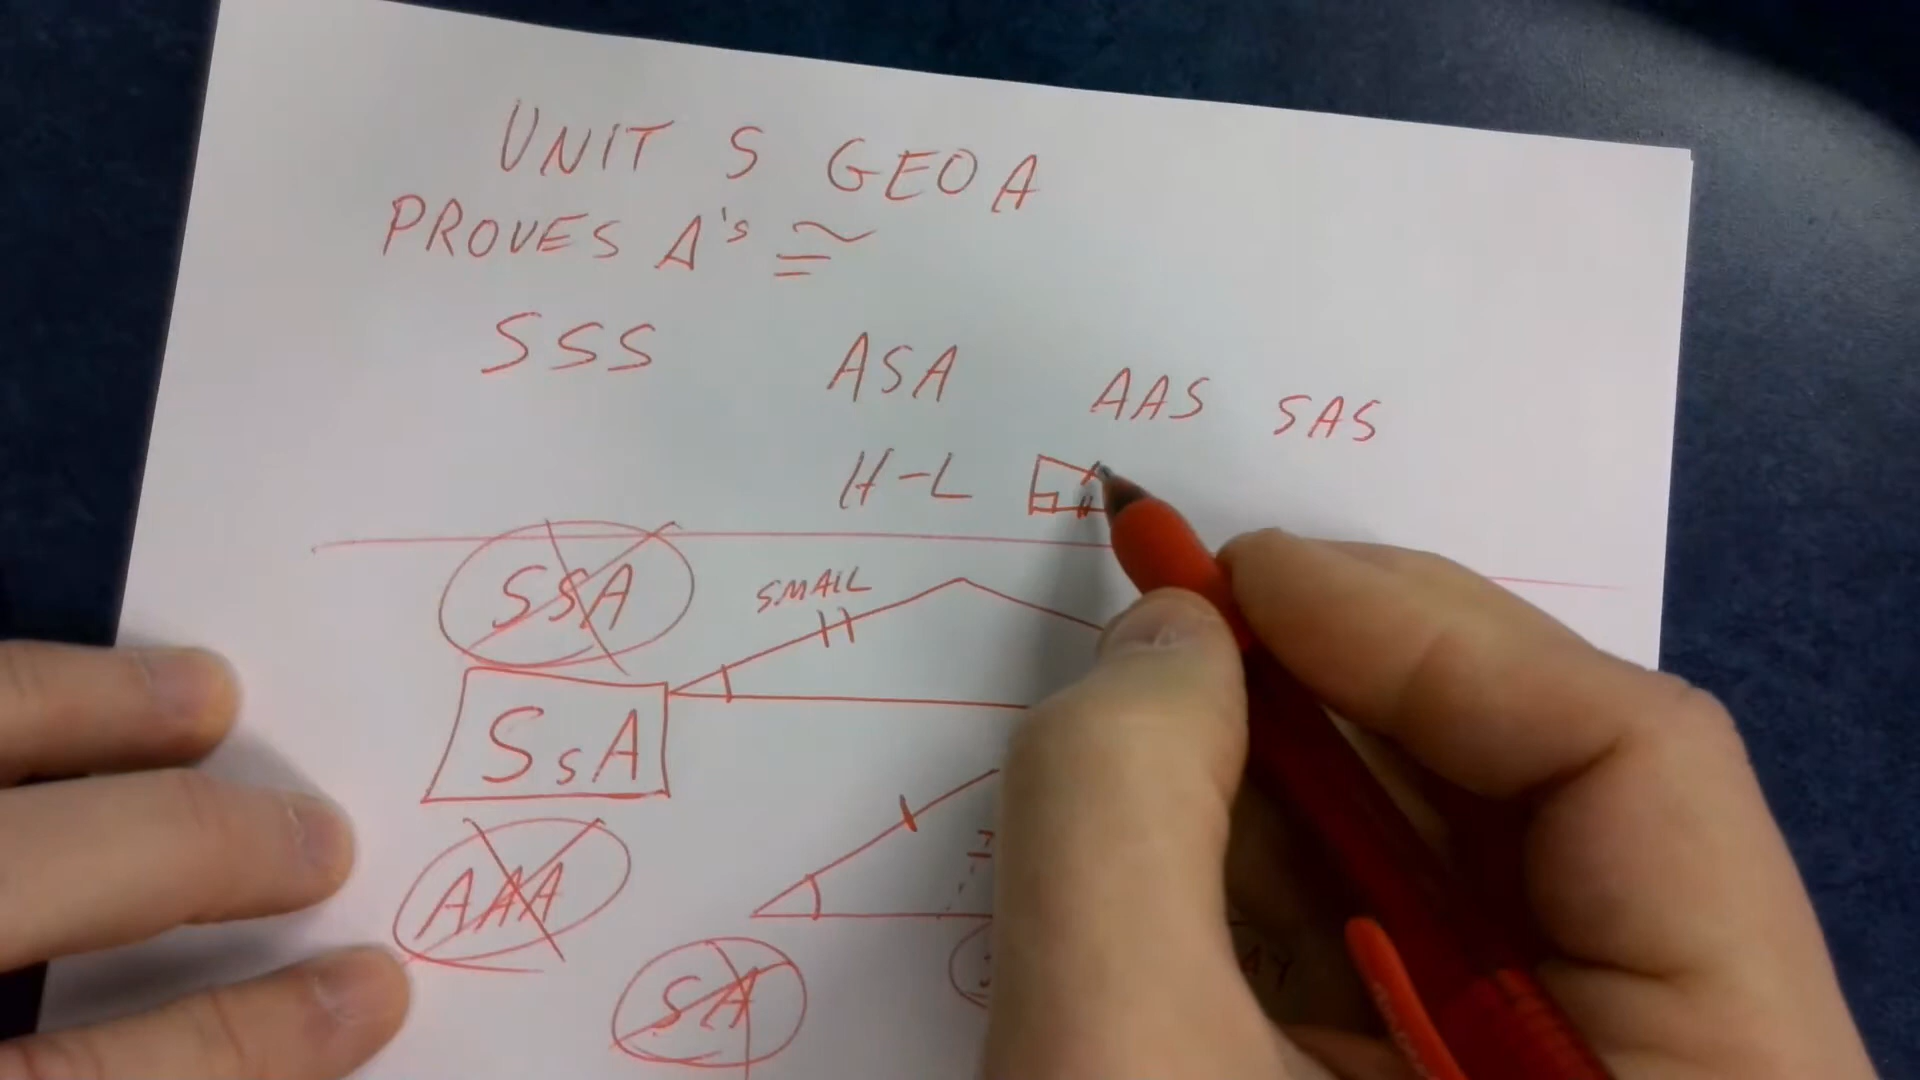 UNIT 5 GEO A
PROVES Δ's ≅
SSS ASA AAS SAS
H-L
SSA
SMALL
SsA
AAA
SA